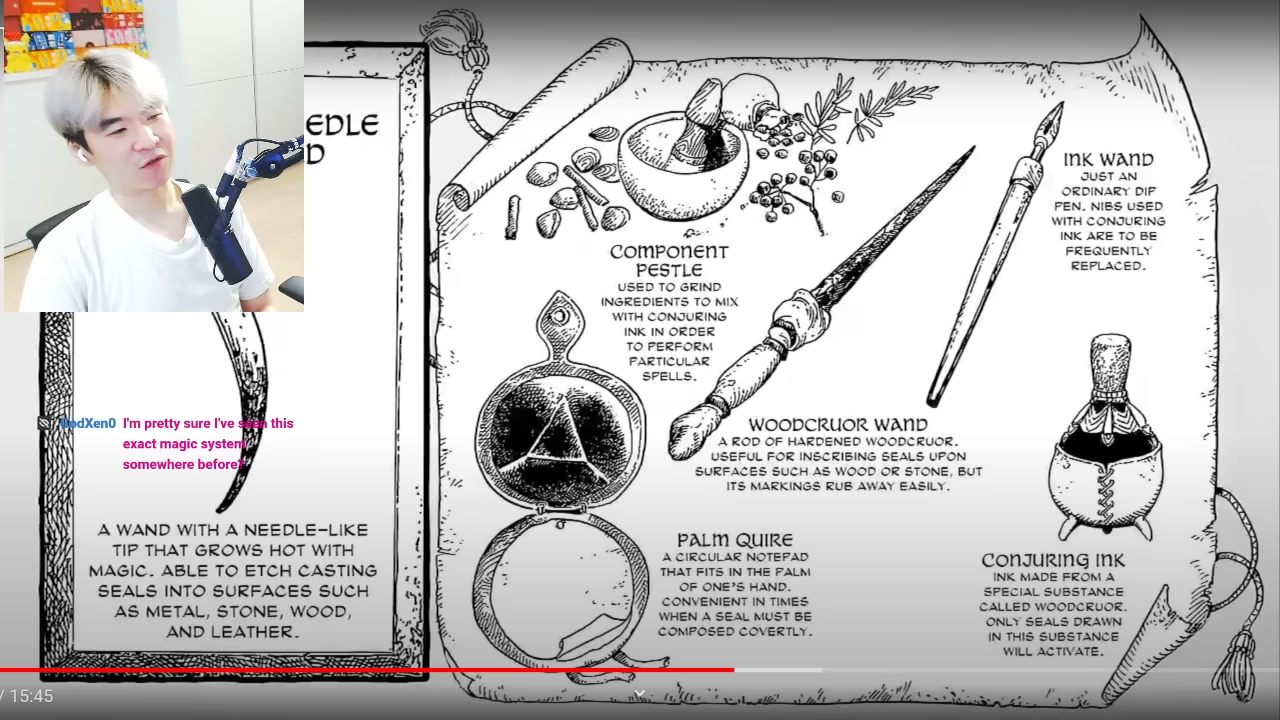 EDLE
D
A WAND WITH A NEEDLE-LIKE
TIP THAT GROWS HOT WITH
MAGIC. ABLE TO ETCH CASTING
SEALS INTO SURFACES SUCH
AS METAL, STONE, WOOD,
AND LEATHER.
GodXen0 I'm pretty sure I've seen this
exact magic system
somewhere before?
COMPONENT
PESTLE
USED TO GRIND
INGREDIENTS TO MIX
WITH CONJURING
INK IN ORDER
TO PERFORM
PARTICULAR
SPELLS.
INK WAND
JUST AN
ORDINARY DIP
PEN. NIBS USED
WITH CONJURING
INK ARE TO BE
FREQUENTLY
REPLACED.
WOODCRUOR WAND
A ROD OF HARDENED WOODCRUOR.
USEFUL FOR INSCRIBING SEALS UPON
SURFACES SUCH AS WOOD OR STONE, BUT
ITS MARKINGS RUB AWAY EASILY.
PALM QUIRE
A CIRCULAR NOTEPAD
THAT FITS IN THE PALM
OF ONE'S HAND.
CONVENIENT IN TIMES
WHEN A SEAL MUST BE
COMPOSED COVERTLY.
CONJURING INK
INK MADE FROM A
SPECIAL SUBSTANCE
CALLED WOODCRUOR.
ONLY SEALS DRAWN
IN THIS SUBSTANCE
WILL ACTIVATE.
/ 15:45